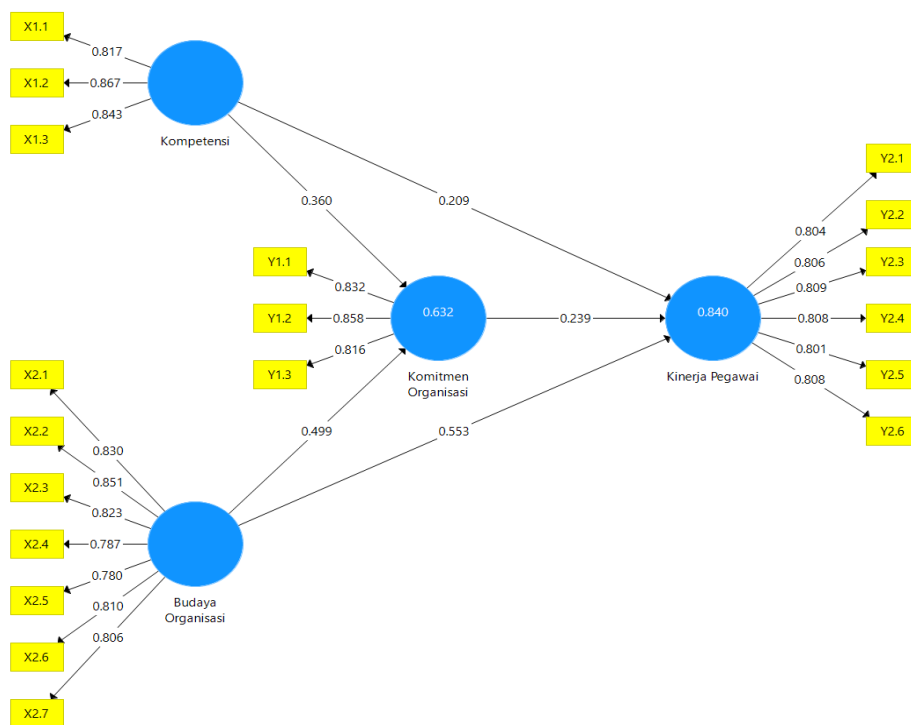 X1.1
0.817
X1.2
0.867
0.843
X1.3
Kompetensi
0.360
0.209
Y2.1
0.804
Y2.2
0.806
Y2.3
0.809
Y1.1
0.832
Y1.2
0.858
0.632
0.239
0.840
0.808
Y2.4
0.816
Y1.3
0.801
Y2.5
Komitmen
Organisasi
Kinerja Pegawai
0.808
Y2.6
X2.1
0.830
X2.2
0.851
0.499
0.553
X2.3
0.823
X2.4
0.787
0.780
X2.5
0.810
Budaya
Organisasi
0.806
X2.6
X2.7